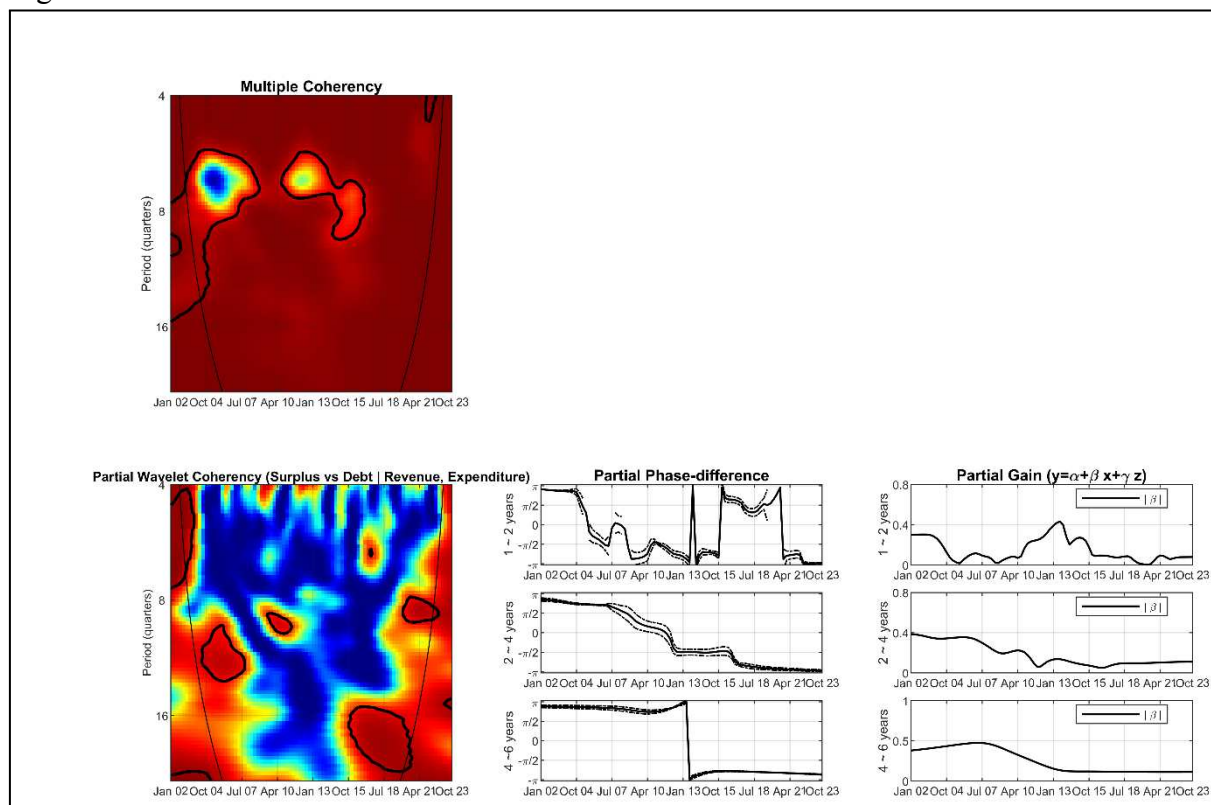 Multiple Coherency
4
8
16
Period (quarters)
Jan 02 Oct 04 Jul 07 Apr 10 Jan 13 Oct 15 Jul 18 Apr 21 Oct 23
Partial Wavelet Coherency (Surplus vs Debt | Revenue, Expenditure)
4
8
16
Period (quarters)
Jan 02 Oct 04 Jul 07 Apr 10 Jan 13 Oct 15 Jul 18 Apr 21 Oct 23
Partial Phase-difference
1 ~ 2 years
π
π/2
0
-π/2
-π
Jan 02 Oct 04 Jul 07 Apr 10 Jan 13 Oct 15 Jul 18 Apr 21 Oct 23
2 ~ 4 years
π
π/2
0
-π/2
-π
Jan 02 Oct 04 Jul 07 Apr 10 Jan 13 Oct 15 Jul 18 Apr 21 Oct 23
4 ~6 years
π
π/2
0
-π/2
-π
Jan 02 Oct 04 Jul 07 Apr 10 Jan 13 Oct 15 Jul 18 Apr 21 Oct 23
Partial Gain (y=α+β x+γ z)
1 ~ 2 years
0.8
0.4
0
| β |
Jan 02 Oct 04 Jul 07 Apr 10 Jan 13 Oct 15 Jul 18 Apr 21 Oct 23
2 ~ 4 years
0.8
0.4
0
| β |
Jan 02 Oct 04 Jul 07 Apr 10 Jan 13 Oct 15 Jul 18 Apr 21 Oct 23
4 ~ 6 years
1
0.5
0
| β |
Jan 02 Oct 04 Jul 07 Apr 10 Jan 13 Oct 15 Jul 18 Apr 21 Oct 23